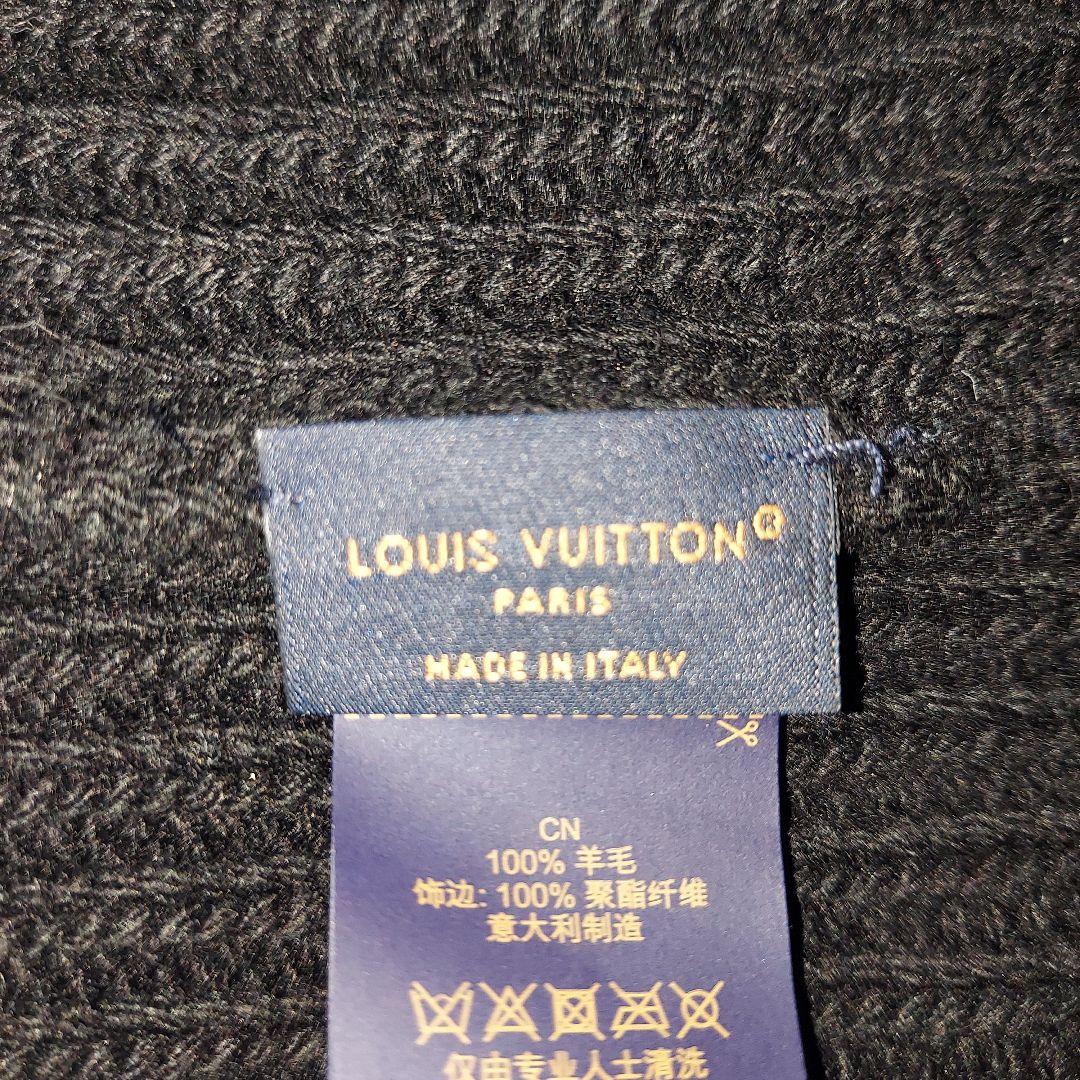 LOUIS VUITTON®
PARIS
MADE IN ITALY
CN
100% 羊毛
饰边: 100% 聚酯纤维
意大利制造
仅由专业人士清洗